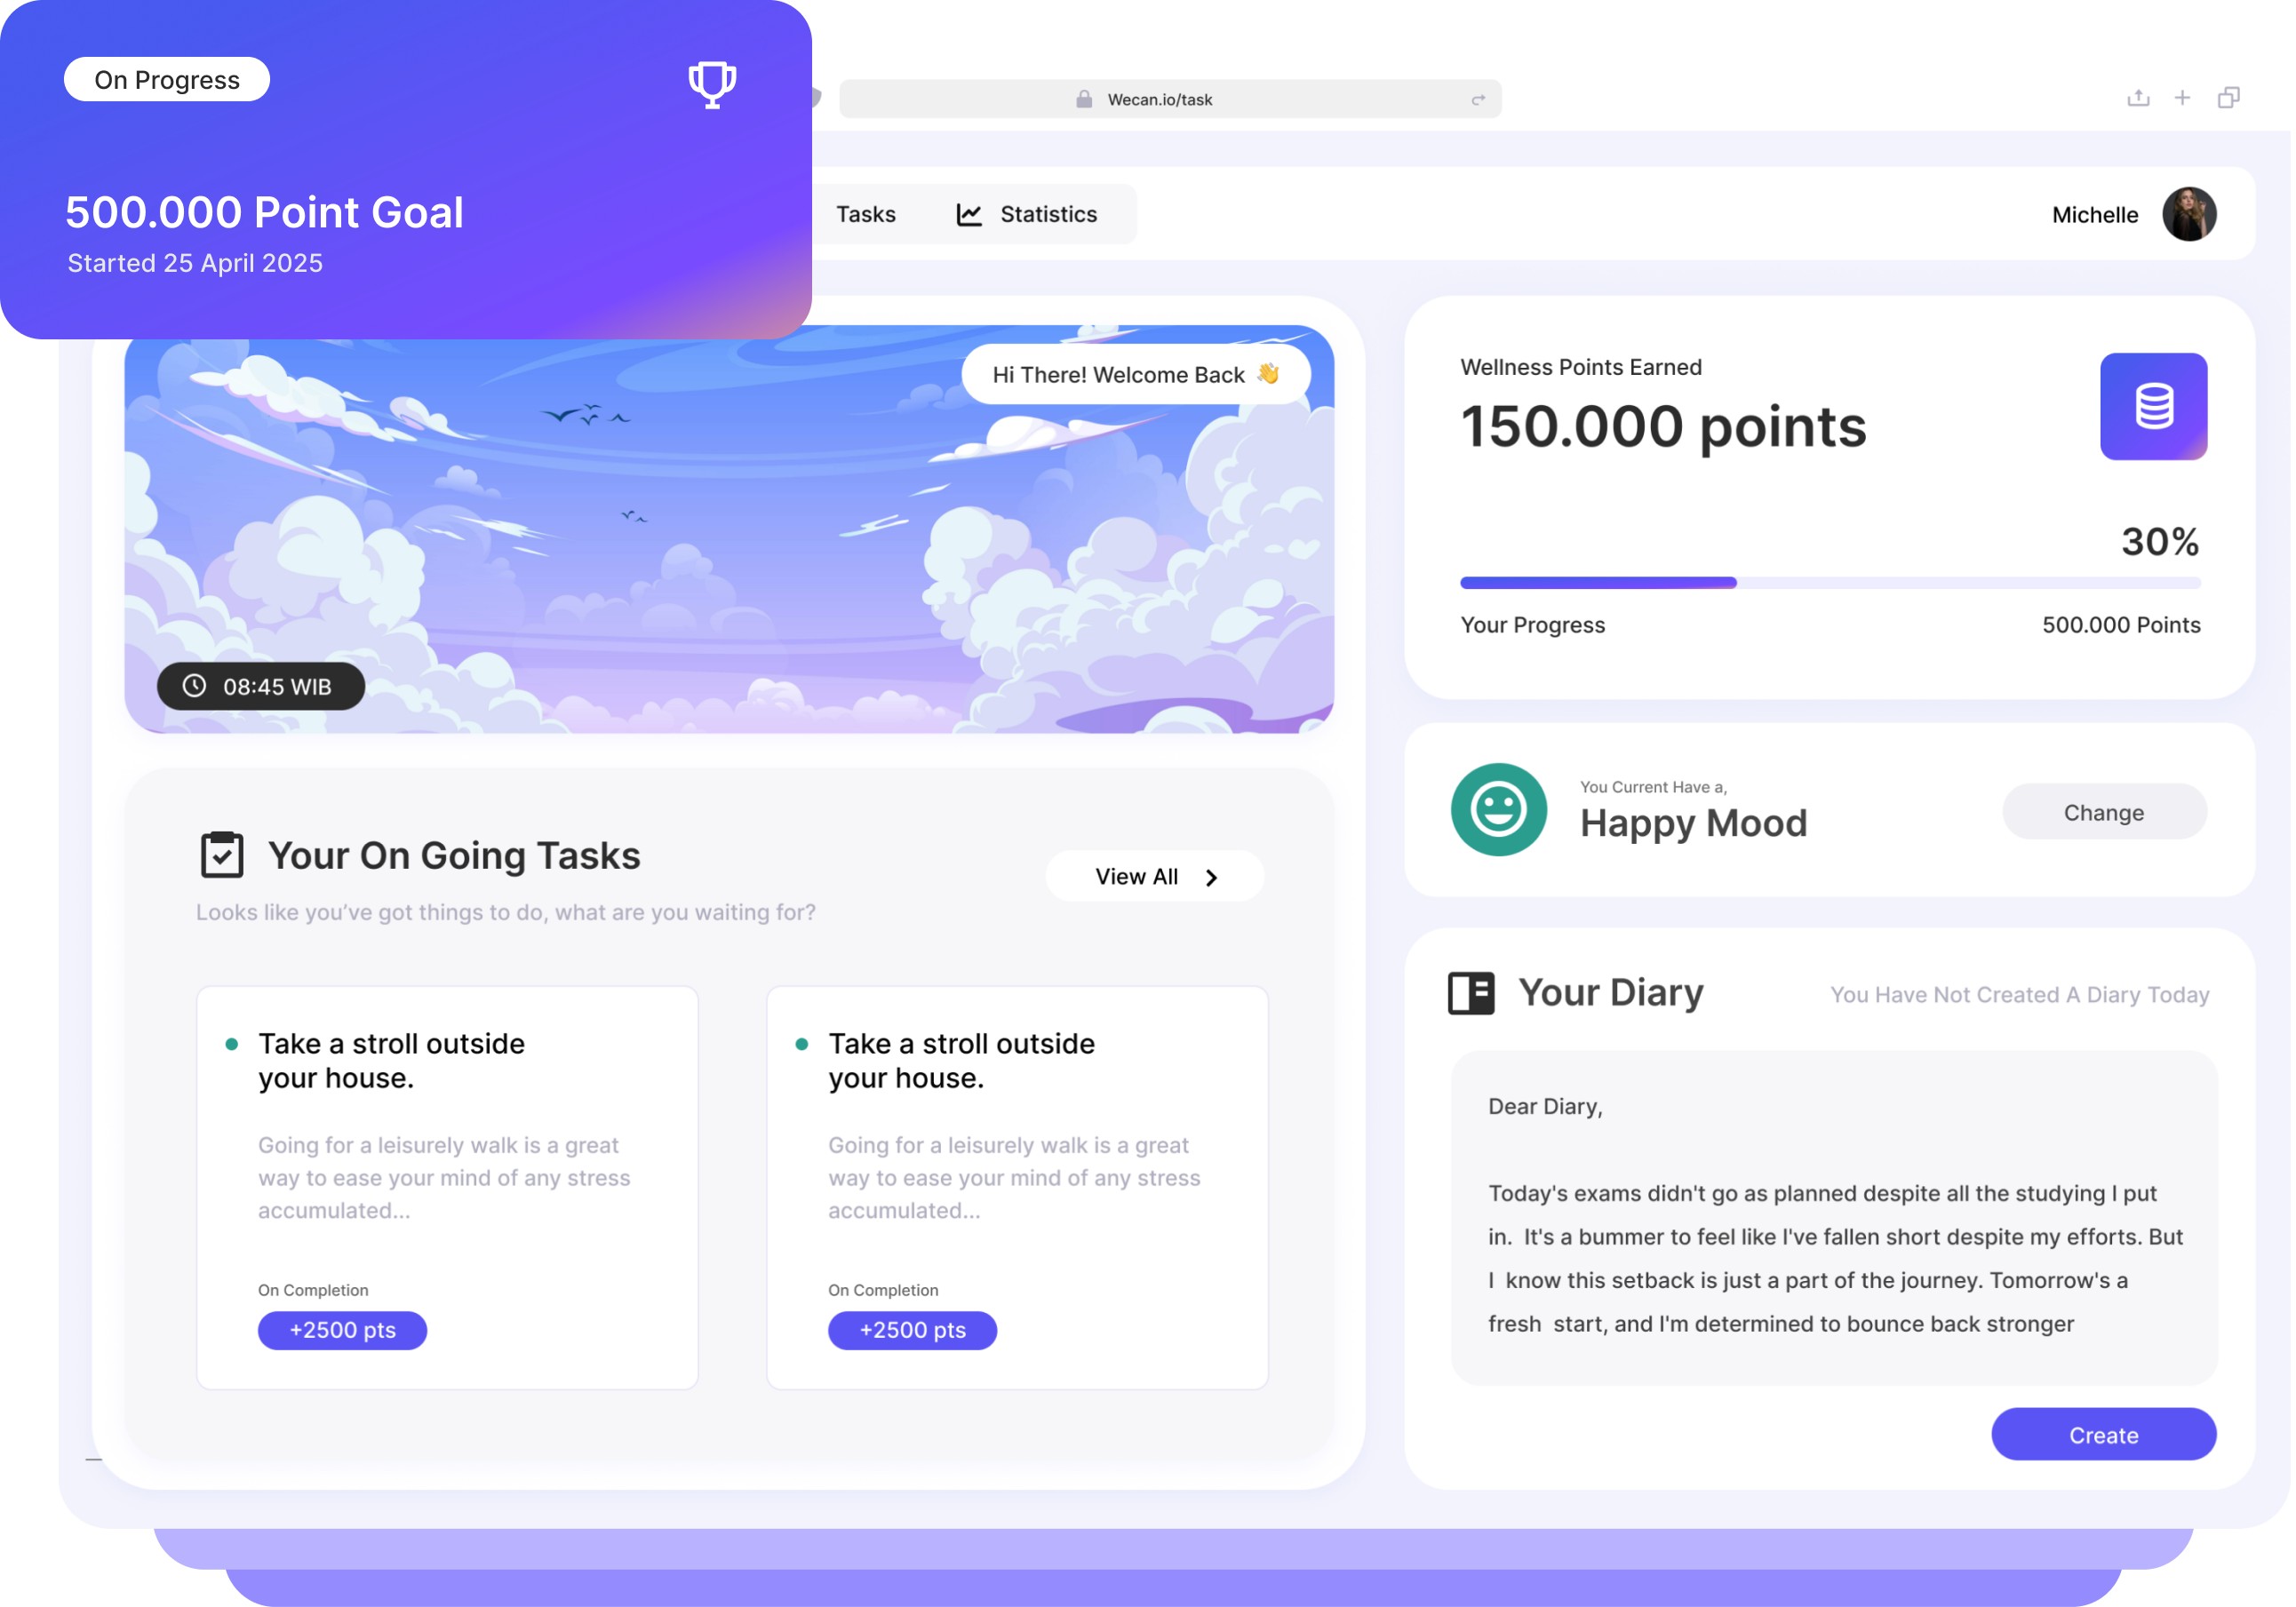 On Progress
500.000 Point Goal
Started 25 April 2025
Wecan.io/task
Tasks
Statistics
Michelle
Hi There! Welcome Back 👋
08:45 WIB
Your On Going Tasks
Looks like you’ve got things to do, what are you waiting for?
View All
Take a stroll outside
your house.
Going for a leisurely walk is a great
way to ease your mind of any stress
accumulated...
On Completion
+2500 pts
Take a stroll outside
your house.
Going for a leisurely walk is a great
way to ease your mind of any stress
accumulated...
On Completion
+2500 pts
Wellness Points Earned
150.000 points
30%
Your Progress
500.000 Points
You Current Have a,
Happy Mood
Change
Your Diary
You Have Not Created A Diary Today
Dear Diary,
Today's exams didn't go as planned despite all the studying I put
in. It's a bummer to feel like I've fallen short despite my efforts. But
I know this setback is just a part of the journey. Tomorrow's a
fresh start, and I'm determined to bounce back stronger
Create